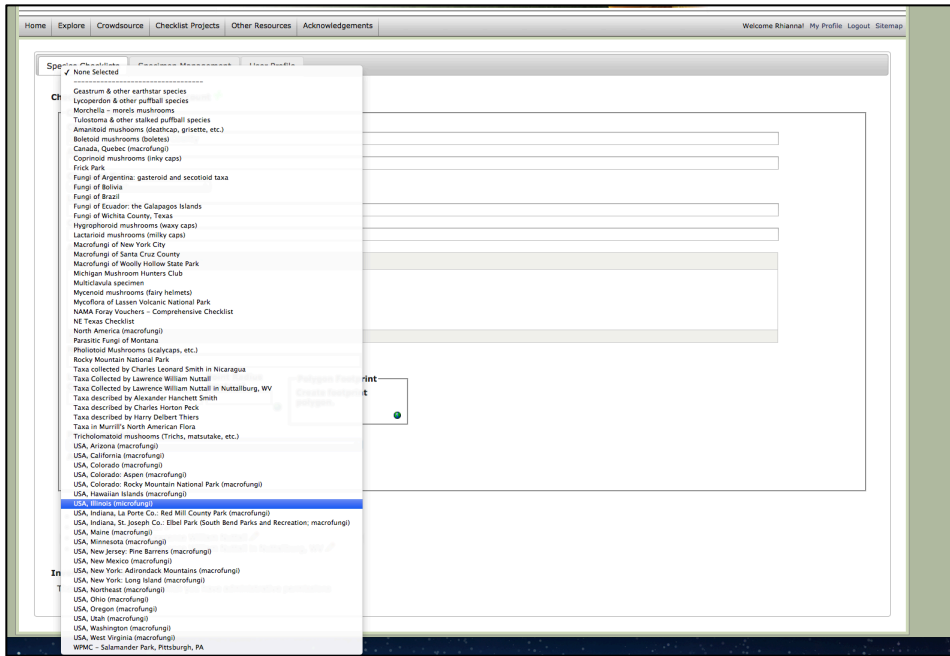 Home Explore Crowdsource Checklist Projects Other Resources Acknowledgements Welcome Rhianna! My Profile Logout Sitemap
Species Checklists Specimen Management User Profile
✓ None Selected
----------------------------------
Geastrum & other earthstar species
Lycoperdon & other puffball species
Morchella – morels mushrooms
Tulostoma & other stalked puffball species
Amanitoid mushooms (deathcap, grisette, etc.)
Boletoid mushrooms (boletes)
Canada, Quebec (macrofungi)
Coprinoid mushrooms (inky caps)
Frick Park
Fungi of Argentina: gasteroid and secotioid taxa
Fungi of Bolivia
Fungi of Brazil
Fungi of Ecuador: the Galapagos Islands
Fungi of Wichita County, Texas
Hygrophoroid mushrooms (waxy caps)
Lactarioid mushrooms (milky caps)
Macrofungi of New York City
Macrofungi of Santa Cruz County
Macrofungi of Woolly Hollow State Park
Michigan Mushroom Hunters Club
Multiclavula specimen
Mycenoid mushrooms (fairy helmets)
Mycoflora of Lassen Volcanic National Park
NAMA Foray Vouchers – Comprehensive Checklist
NE Texas Checklist
North America (macrofungi)
Parasitic Fungi of Montana
Pholiotoid Mushrooms (scalycaps, etc.)
Rocky Mountain National Park
Taxa collected by Charles Leonard Smith in Nicaragua
Taxa Collected by Lawrence William Nuttall
Taxa Collected by Lawrence William Nuttall in Nuttallburg, WV
Taxa described by Alexander Hanchett Smith
Taxa described by Charles Horton Peck
Taxa described by Harry Delbert Thiers
Taxa in Murrill's North American Flora
Tricholomatoid mushooms (Trichs, matsutake, etc.)
USA, Arizona (macrofungi)
USA, California (macrofungi)
USA, Colorado (macrofungi)
USA, Colorado: Aspen (macrofungi)
USA, Colorado: Rocky Mountain National Park (macrofungi)
USA, Hawaiian Islands (macrofungi)
USA, Illinois (microfungi)
USA, Indiana, La Porte Co.: Red Mill County Park (macrofungi)
USA, Indiana, St. Joseph Co.: Elbel Park (South Bend Parks and Recreation; macrofungi)
USA, Maine (macrofungi)
USA, Minnesota (macrofungi)
USA, New Jersey: Pine Barrens (macrofungi)
USA, New Mexico (macrofungi)
USA, New York: Adirondack Mountains (macrofungi)
USA, New York: Long Island (macrofungi)
USA, Northeast (macrofungi)
USA, Ohio (macrofungi)
USA, Oregon (macrofungi)
USA, Utah (macrofungi)
USA, Washington (macrofungi)
USA, West Virginia (macrofungi)
WPMC – Salamander Park, Pittsburgh, PA
Polygon Footprint
Create footprint
polygon.